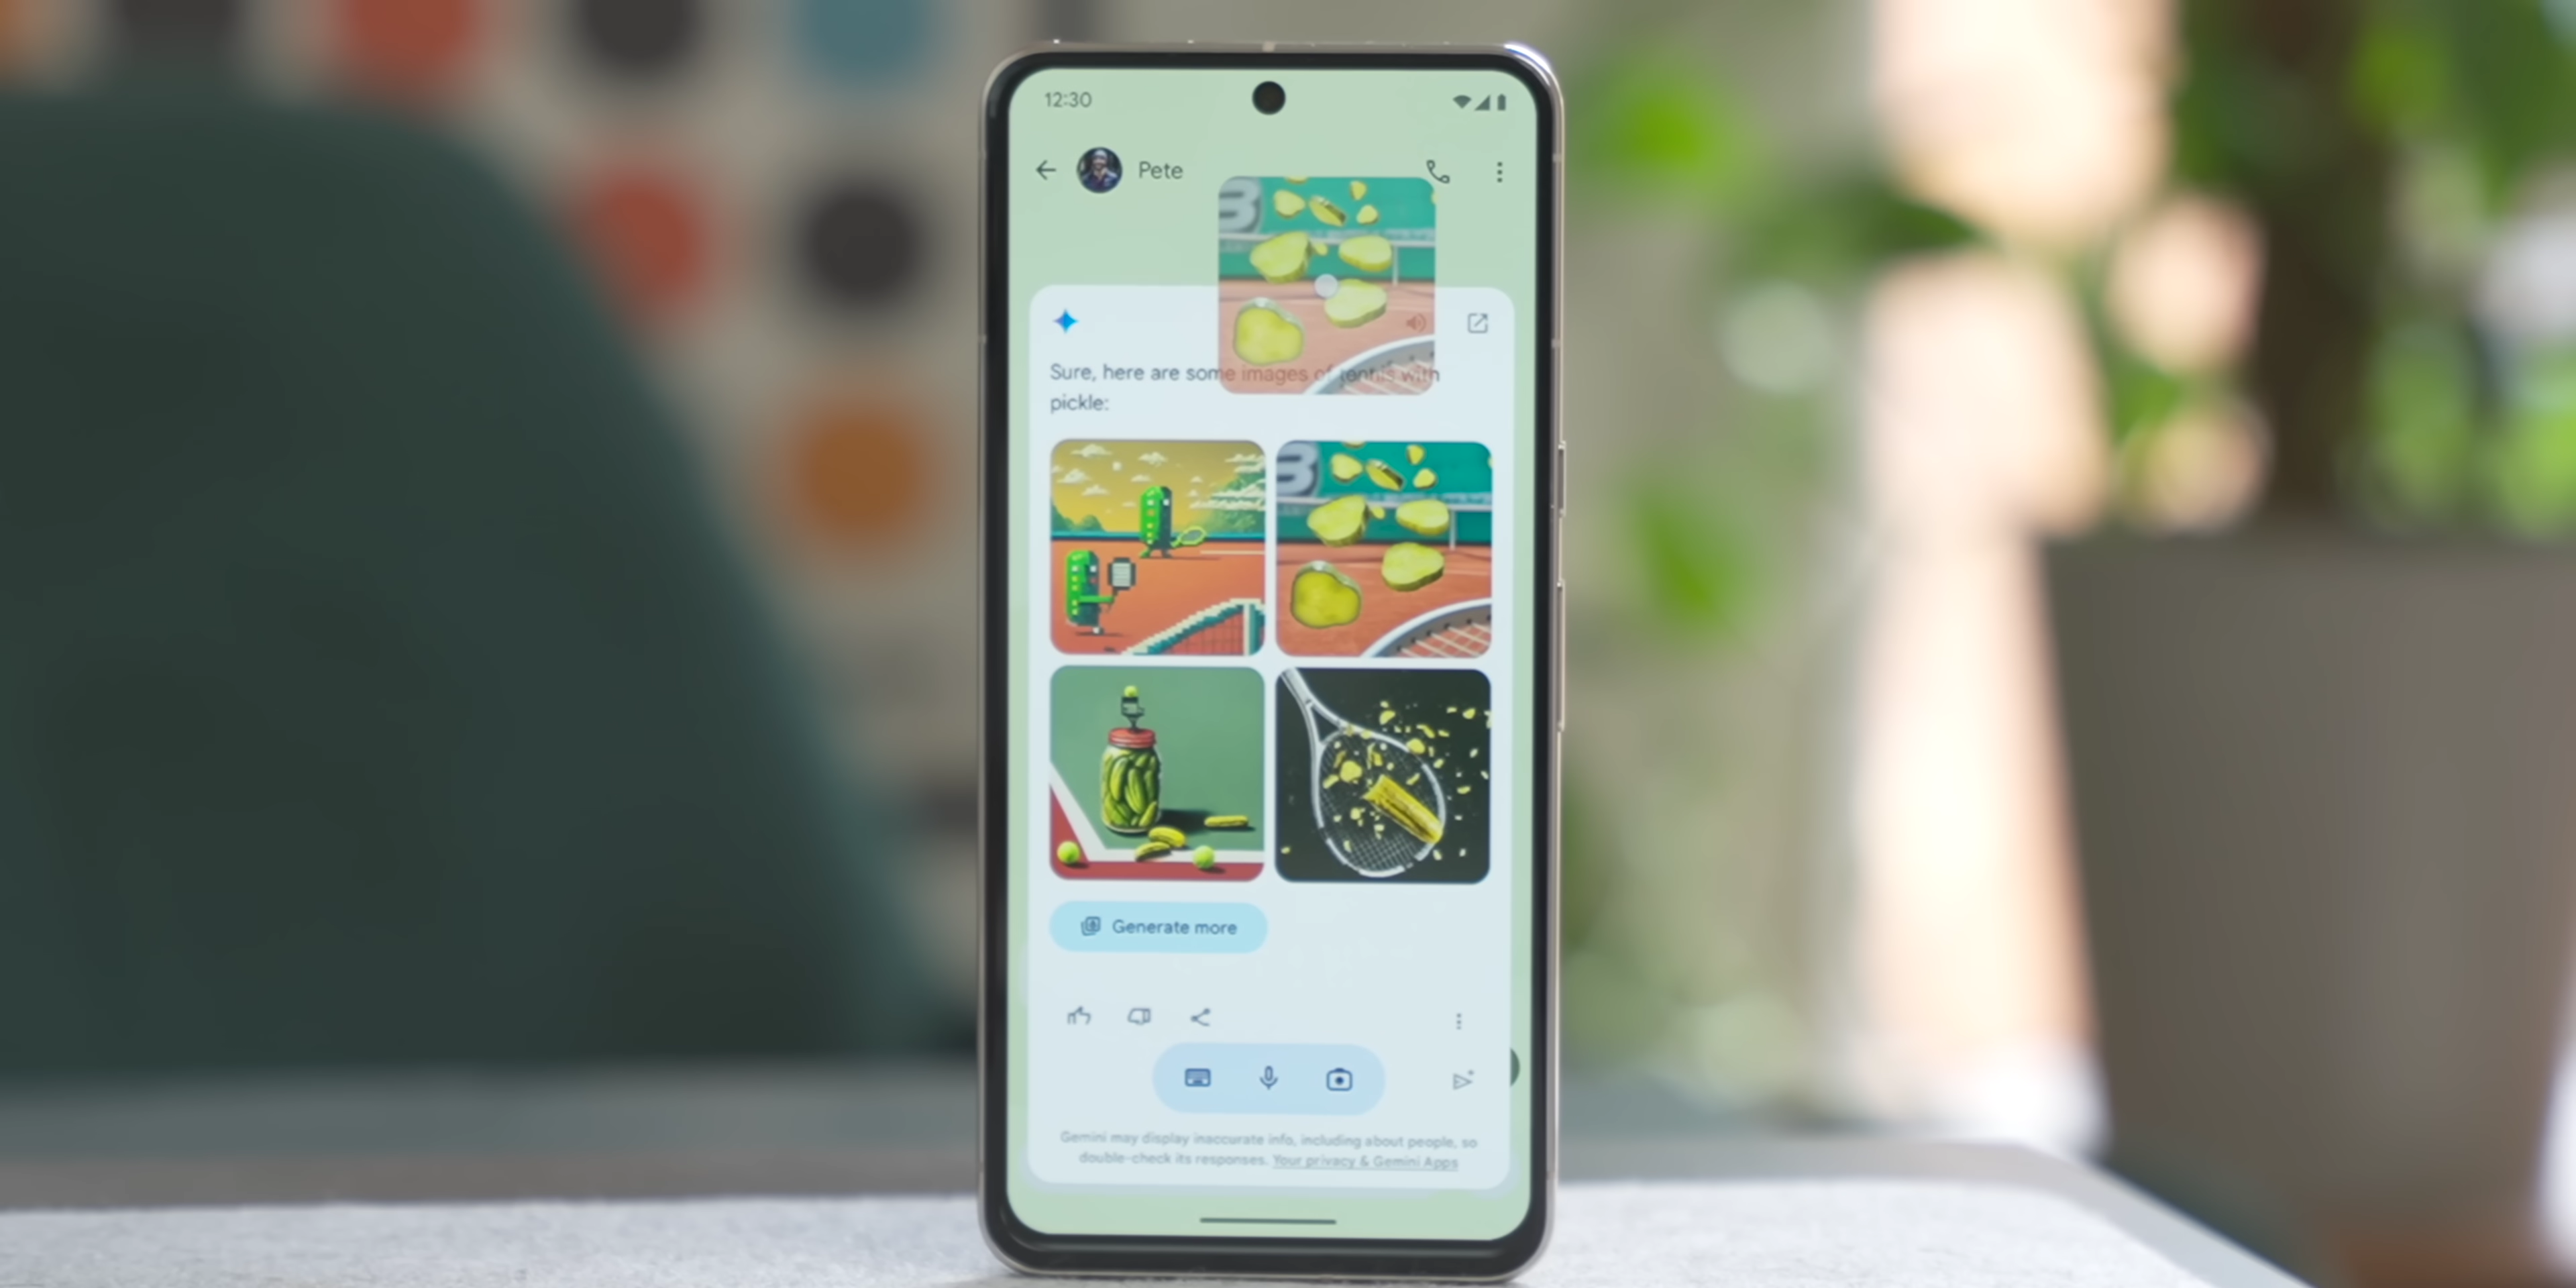 12:30
Pete
Sure, here are some images of tennis with
pickle:
Generate more
Gemini may display inaccurate info, including about people, so
double-check its responses. Your privacy & Gemini Apps